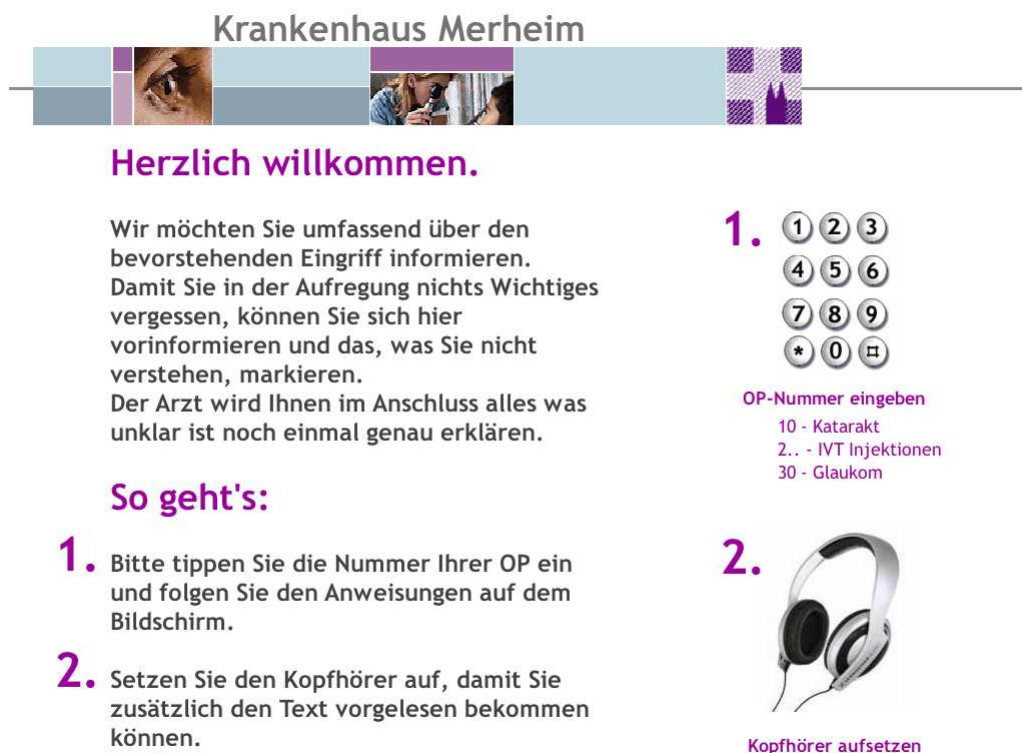 Krankenhaus Merheim
Herzlich willkommen.
Wir möchten Sie umfassend über den
bevorstehenden Eingriff informieren.
Damit Sie in der Aufregung nichts Wichtiges
vergessen, können Sie sich hier
vorinformieren und das, was Sie nicht
verstehen, markieren.
Der Arzt wird Ihnen im Anschluss alles was
unklar ist noch einmal genau erklären.
So geht's:
1. Bitte tippen Sie die Nummer Ihrer OP ein
und folgen Sie den Anweisungen auf dem
Bildschirm.
2. Setzen Sie den Kopfhörer auf, damit Sie
zusätzlich den Text vorgelesen bekommen
können.
1.
1 2 3
4 5 6
7 8 9
* 0 ¤
OP-Nummer eingeben
10 - Katarakt
2.. - IVT Injektionen
30 - Glaukom
2.
Kopfhörer aufsetzen